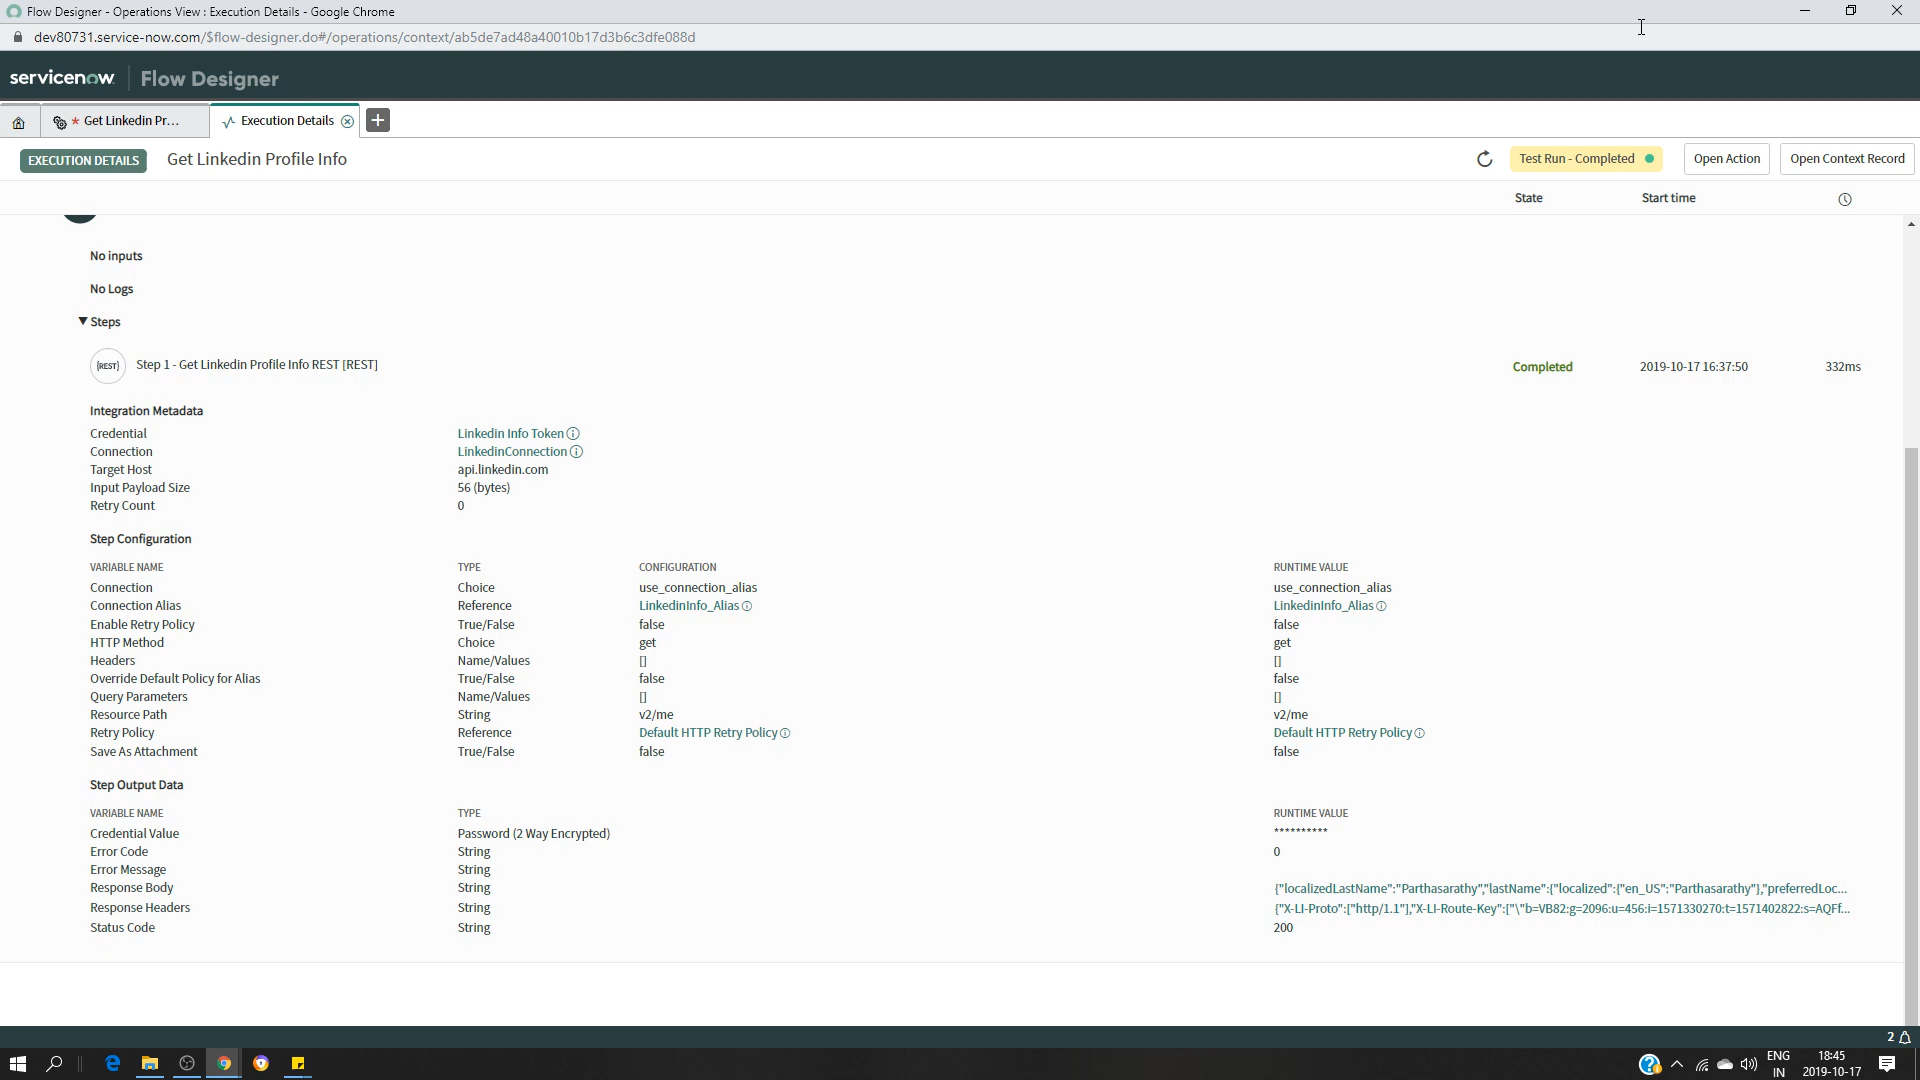 Flow Designer - Operations View : Execution Details - Google Chrome
dev80731.service-now.com/$flow-designer.do#/operations/context/ab5de7ad48a40010b17d3b6c3dfe088d
servicenow Flow Designer
* Get Linkedin Pr... Execution Details +
EXECUTION DETAILS Get Linkedin Profile Info Test Run - Completed Open Action Open Context Record
State Start time
No inputs
No Logs
Steps
{REST} Step 1 - Get Linkedin Profile Info REST [REST] Completed 2019-10-17 16:37:50 332ms
Integration Metadata
Credential Linkedin Info Token
Connection LinkedinConnection
Target Host api.linkedin.com
Input Payload Size 56 (bytes)
Retry Count 0
Step Configuration
VARIABLE NAME TYPE CONFIGURATION RUNTIME VALUE
Connection Choice use_connection_alias use_connection_alias
Connection Alias Reference LinkedinInfo_Alias LinkedinInfo_Alias
Enable Retry Policy True/False false false
HTTP Method Choice get get
Headers Name/Values [] []
Override Default Policy for Alias True/False false false
Query Parameters Name/Values [] []
Resource Path String v2/me v2/me
Retry Policy Reference Default HTTP Retry Policy Default HTTP Retry Policy
Save As Attachment True/False false false
Step Output Data
VARIABLE NAME TYPE RUNTIME VALUE
Credential Value Password (2 Way Encrypted) **********
Error Code String 0
Error Message String
Response Body String {"localizedLastName":"Parthasarathy","lastName":{"localized":{"en_US":"Parthasarathy"},"preferredLoc...
Response Headers String {"X-LI-Proto":["http/1.1"],"X-LI-Route-Key":["\"b=VB82:g=2096:u=456:i=1571330270:t=1571402822:s=AQFf...
Status Code String 200
2
ENG 18:45
IN 2019-10-17